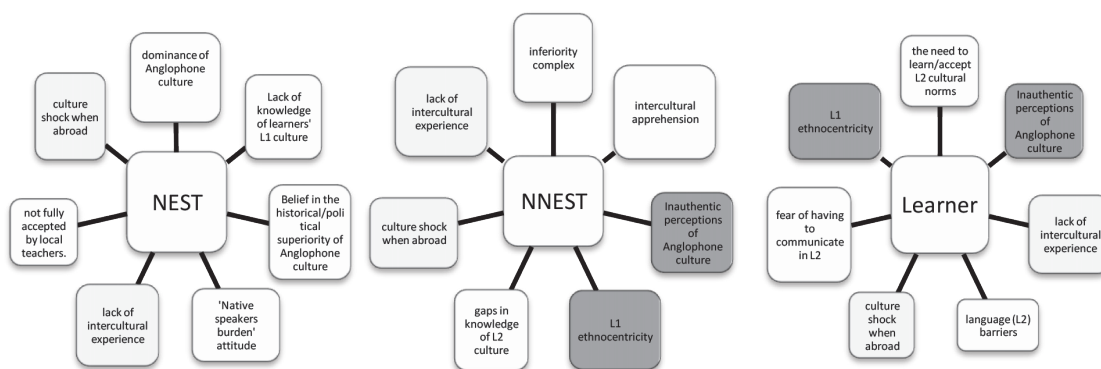 dominance of
Anglophone
culture
culture
shock when
abroad
Lack of
knowledge
of learners'
L1 culture
NEST
not fully
accepted
by local
teachers.
Belief in the
historical/poli
tical
superiority of
Anglophone
culture
lack of
intercultural
experience
'Native
speakers
burden'
attitude
inferiority
complex
lack of
intercultural
experience
intercultural
apprehension
NNEST
culture shock
when abroad
Inauthentic
perceptions
of
Anglophone
culture
gaps in
knowledge
of L2
culture
L1
ethnocentricity
the need to
learn/accept
L2 cultural
norms
L1
ethnocentricity
Inauthentic
perceptions
of
Anglophone
culture
Learner
fear of having
to
communicate
in L2
lack of
intercultural
experience
culture
shock
when
abroad
language (L2)
barriers